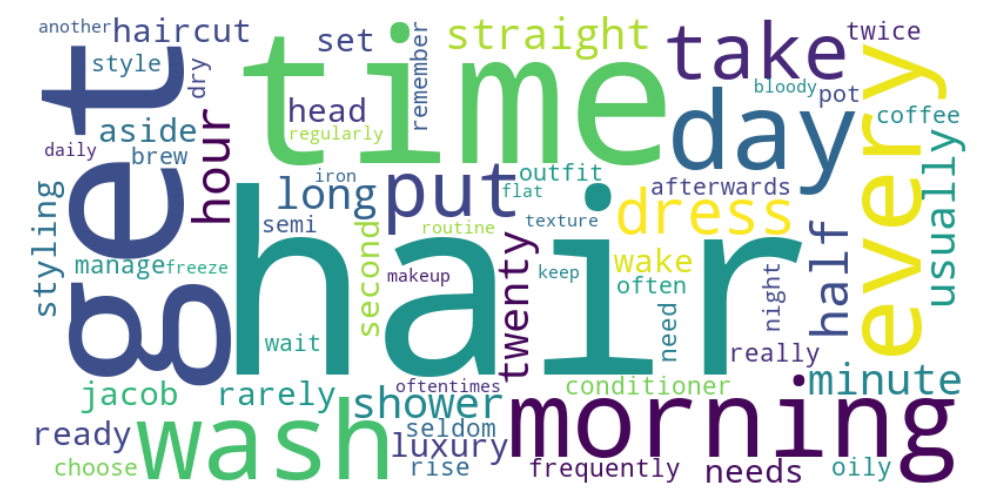 another
haircut
set
straight
take
twice
style
dry
get
time
remember
head
regularly
day
bloody
pot
every
coffee
aside
daily
brew
hour
iron
long
put
outfit
flat
afterwards
dress
usually
styling
semi
second
routine
texture
twenty
manage
freeze
hair
makeup
keep
wake
often
need
night
half
wait
really
minute
jacob
rarely
oftentimes
conditioner
shower
morning
ready
wash
seldom
luxury
choose
rise
frequently
needs
oily